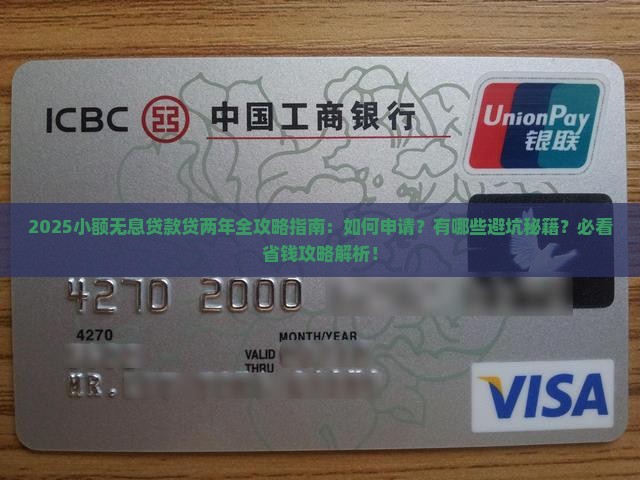 ICBC 中国工商银行
UnionPay
银联
2025小额无息贷款贷两年全攻略指南：如何申请？有哪些避坑秘籍？必看
省钱攻略解析！
4270 2000
4270
MONTH/YEAR
VALID
THRU
MR.
VISA